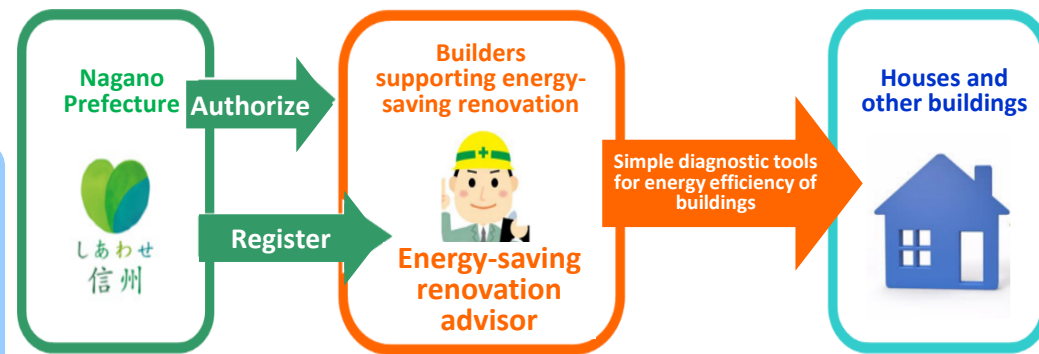 Nagano
Prefecture
Authorize
Register
しあわせ
信州
Builders
supporting energy-
saving renovation
Energy-saving
renovation
advisor
Simple diagnostic tools
for energy efficiency of
buildings
Houses and
other buildings